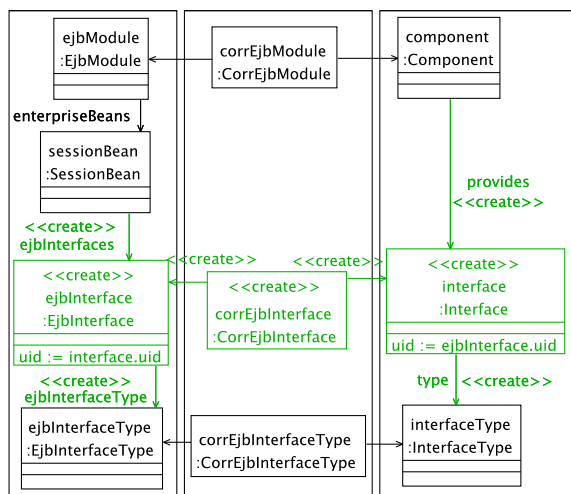 ejbModule
:EjbModule
corrEjbModule
:CorrEjbModule
component
:Component
enterpriseBeans
sessionBean
:SessionBean
provides
<<create>>
<<create>>
ejbInterfaces
<<create>>
<<create>>
<<create>>
ejbInterface
:EjbInterface
uid := interface.uid
<<create>>
corrEjbInterface
:CorrEjbInterface
<<create>>
interface
:Interface
uid := ejbInterface.uid
<<create>>
ejbInterfaceType
type <<create>>
ejbInterfaceType
:EjbInterfaceType
corrEjbInterfaceType
:CorrEjbInterfaceType
interfaceType
:InterfaceType